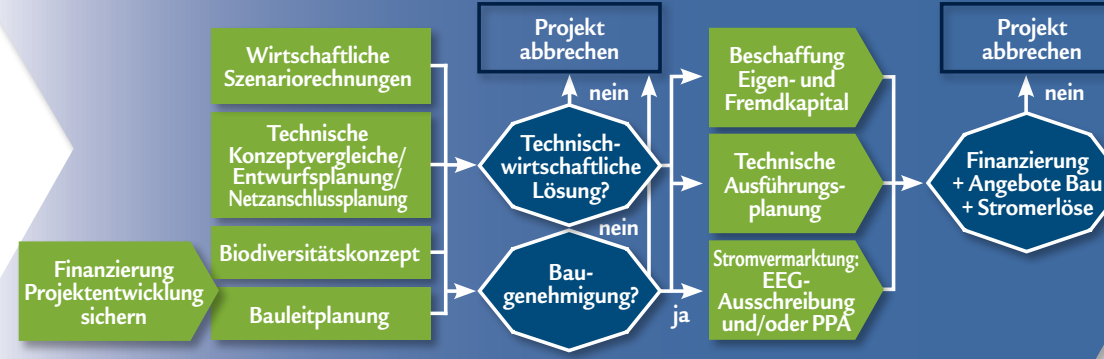 Finanzierung
Projektentwicklung
sichern
Wirtschaftliche
Szenariorechnungen
Technische
Konzeptvergleiche/
Entwurfsplanung/
Netzanschlussplanung
Biodiversitätskonzept
Bauleitplanung
Projekt
abbrechen
nein
Technisch-
wirtschaftliche
Lösung?
nein
Bau-
genehmigung?
ja
Beschaffung
Eigen- und
Fremdkapital
Technische
Ausführungs-
planung
Stromvermarktung:
EEG-
Ausschreibung
und/oder PPA
Projekt
abbrechen
nein
Finanzierung
+ Angebote Bau
+ Stromerlöse